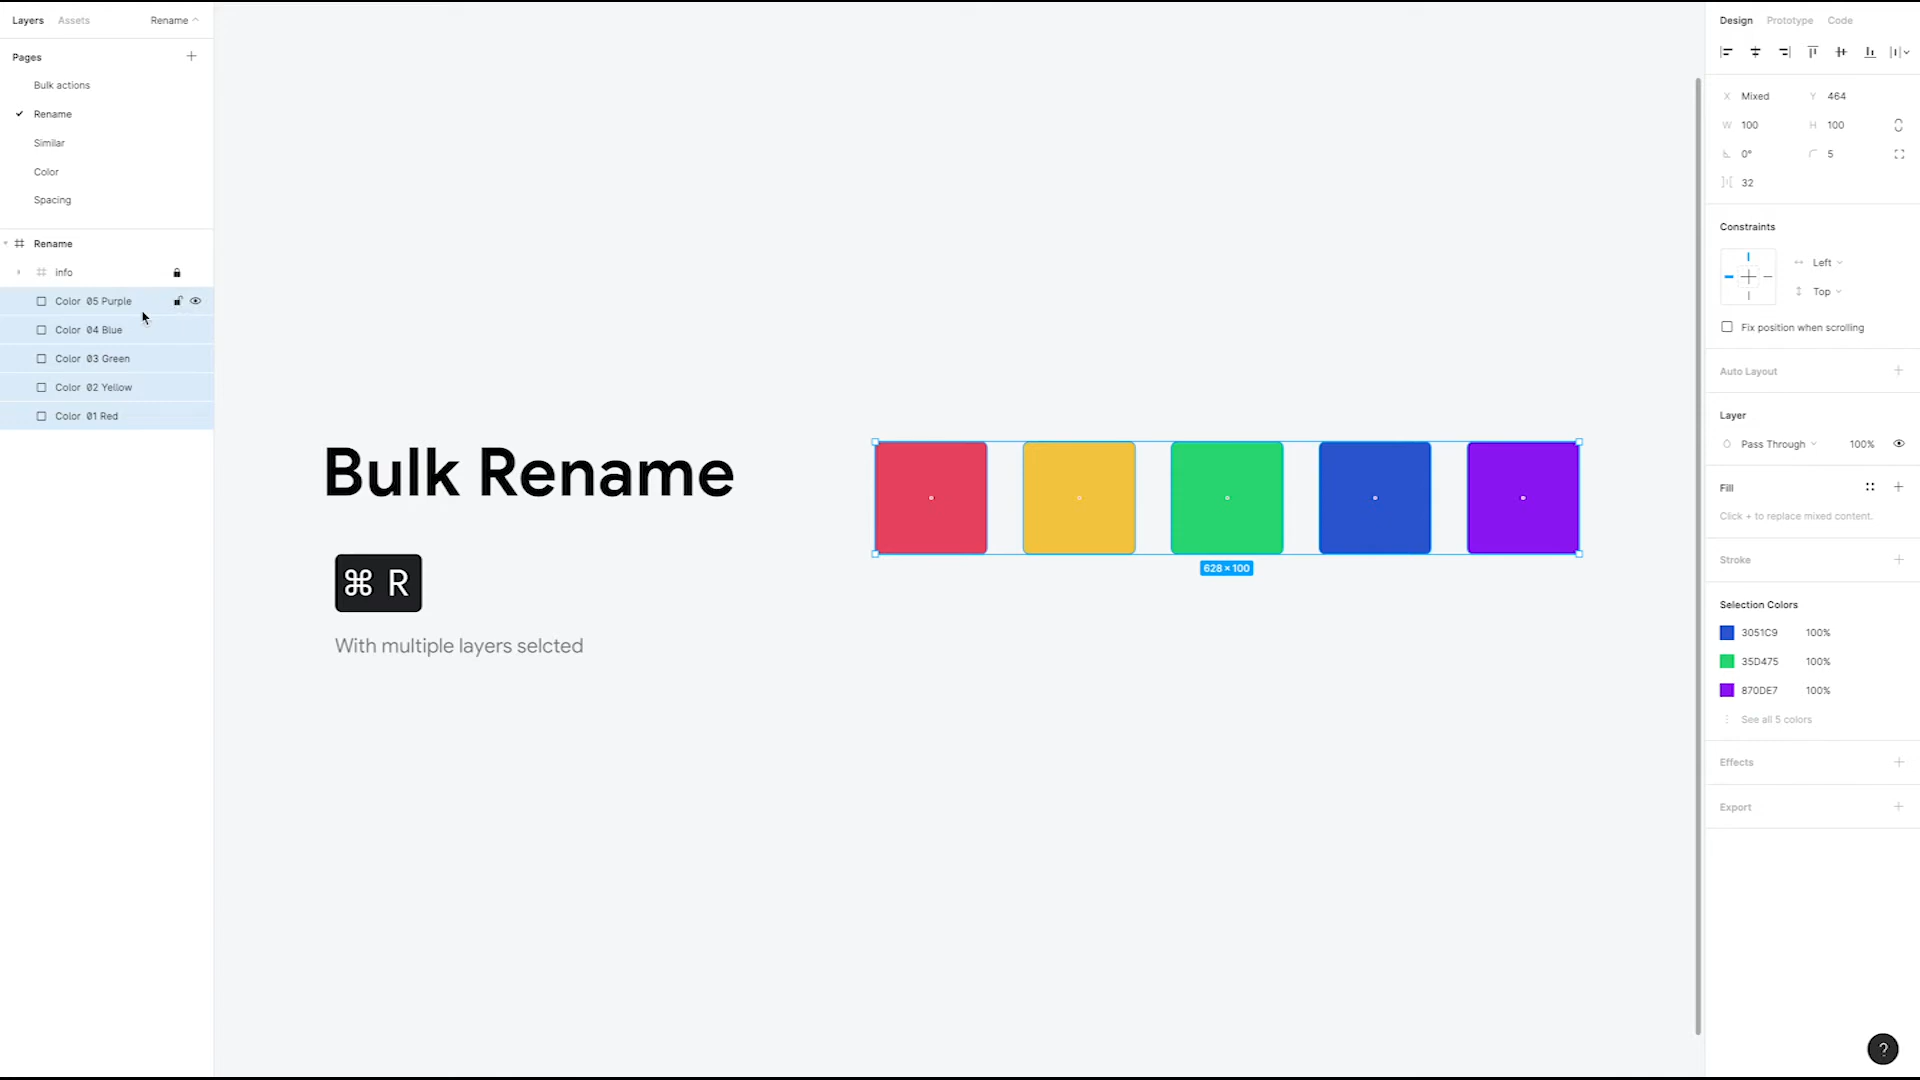 Layers Assets Rename
Pages
Bulk actions
Rename
Similar
Color
Spacing
Rename
info
Color 05 Purple
Color 04 Blue
Color 03 Green
Color 02 Yellow
Color 01 Red
Bulk Rename
⌘ R
With multiple layers selcted
628 × 100
Design Prototype Code
X Mixed Y 464
W 100 H 100
0° 5
32
Constraints
Left
Top
Fix position when scrolling
Auto Layout
Layer
Pass Through 100%
Fill
Click + to replace mixed content.
Stroke
Selection Colors
3051C9 100%
35D475 100%
870DE7 100%
See all 5 colors
Effects
Export
?